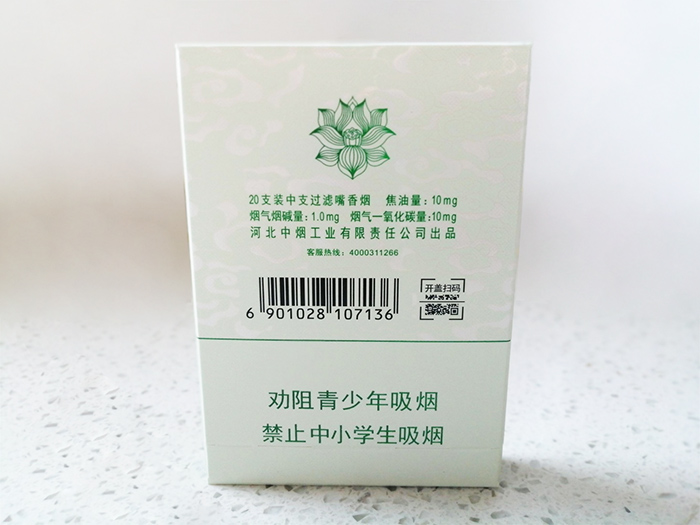 20支装中支过滤嘴香烟 焦油量：10mg
烟气烟碱量：1.0mg 烟气一氧化碳量：10mg
河北中烟工业有限责任公司出品
客服热线：4000311266
开盖扫码
6 901028 107136
劝阻青少年吸烟
禁止中小学生吸烟